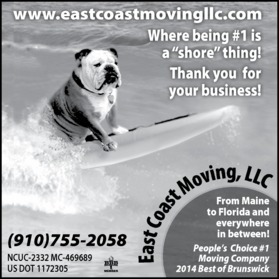 www.eastcoastmovingllc.com
Where being #1 is
a “shore” thing!
Thank you for
your business!
East Coast Moving, LLC
From Maine
to Florida and
everywhere
in between!
(910)755-2058
NCUC-2332 MC-469689
US DOT 1172305
People's Choice #1
Moving Company
2014 Best of Brunswick